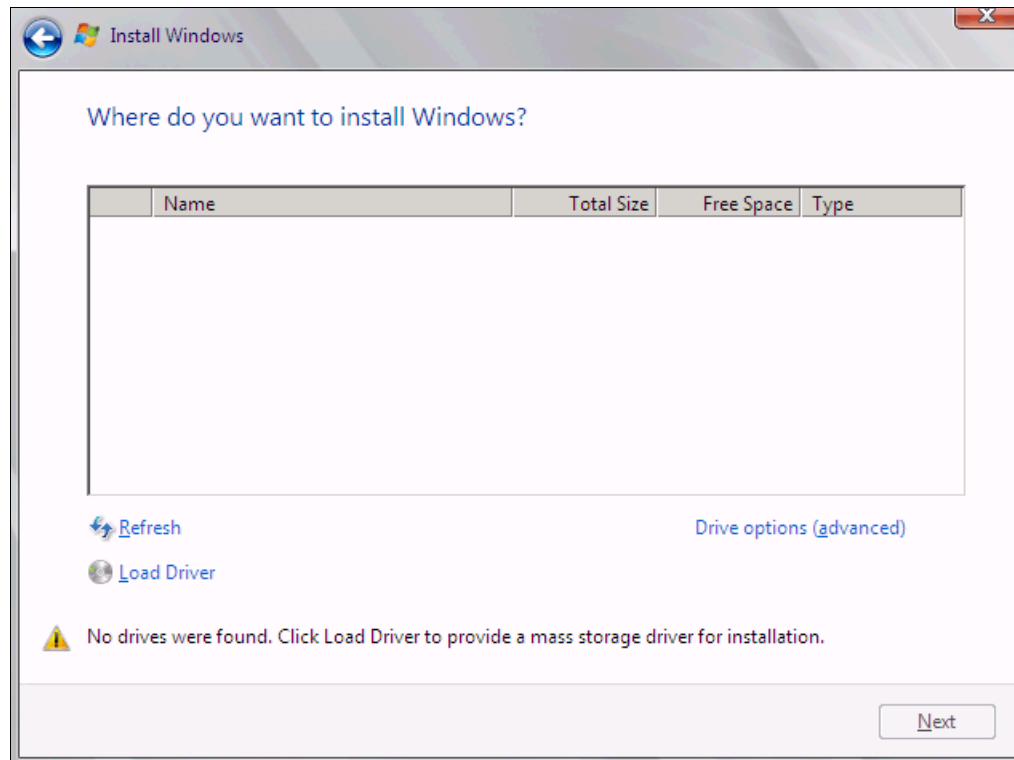 Install Windows
Where do you want to install Windows?
Name Total Size Free Space Type
Refresh Drive options (advanced)
Load Driver
No drives were found. Click Load Driver to provide a mass storage driver for installation.
Next